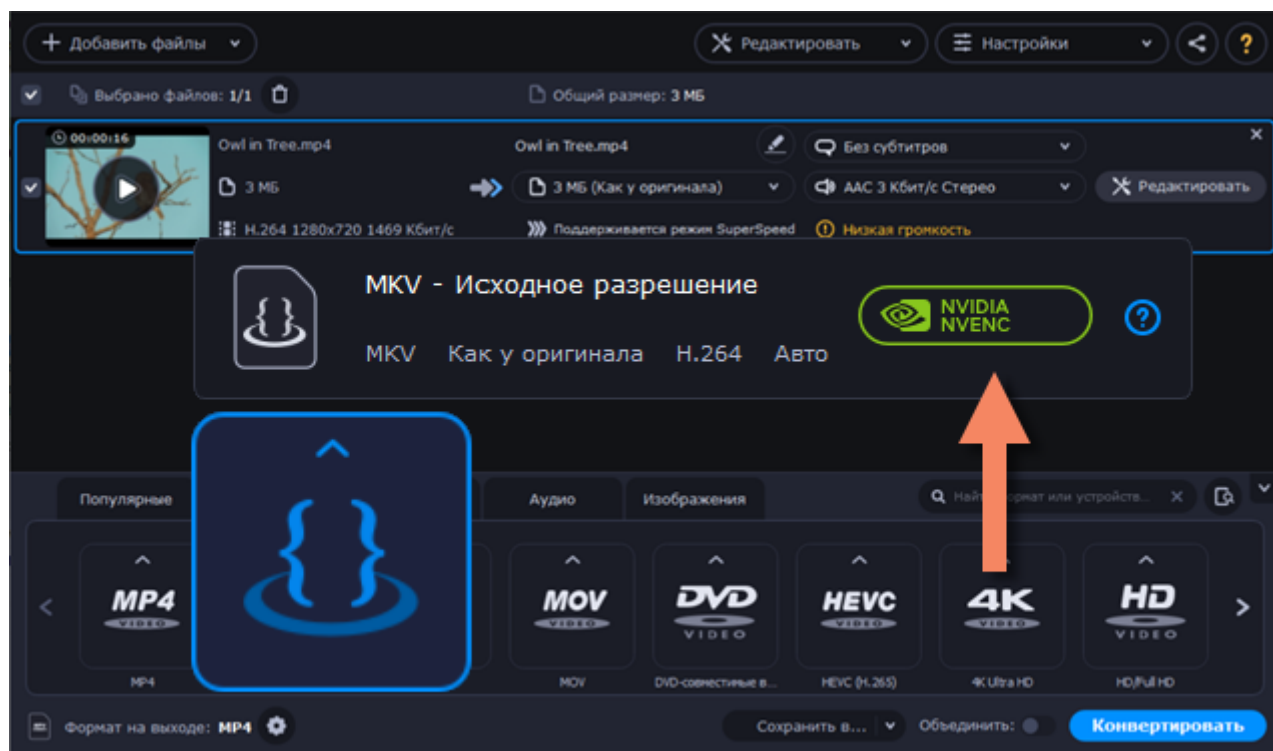 Добавить файлы
Редактировать
Настройки
?
Выбрано файлов: 1/1
Общий размер: 3 МБ
00:00:16
Owl in Tree.mp4
Owl in Tree.mp4
Без субтитров
3 МБ
3 МБ (Как у оригинала)
AAC 3 Кбит/с Стерео
Редактировать
H.264 1280x720 1469 Кбит/с
Поддерживается режим SuperSpeed
Низкая громкость
MKV - Исходное разрешение
NVIDIA
NVENC
?
MKV Как у оригинала H.264 Авто
Популярные
Аудио
Изображения
{ }
MP4
VIDEO
MOV
VIDEO
DVD
VIDEO
HEVC
VIDEO
4K
VIDEO
HD
VIDEO
MP4
MOV
DVD-совместимые в...
HEVC (H.265)
4K Ultra HD
HD/Full HD
Формат на выходе: MP4
Сохранить в...
Объединить:
Конвертировать